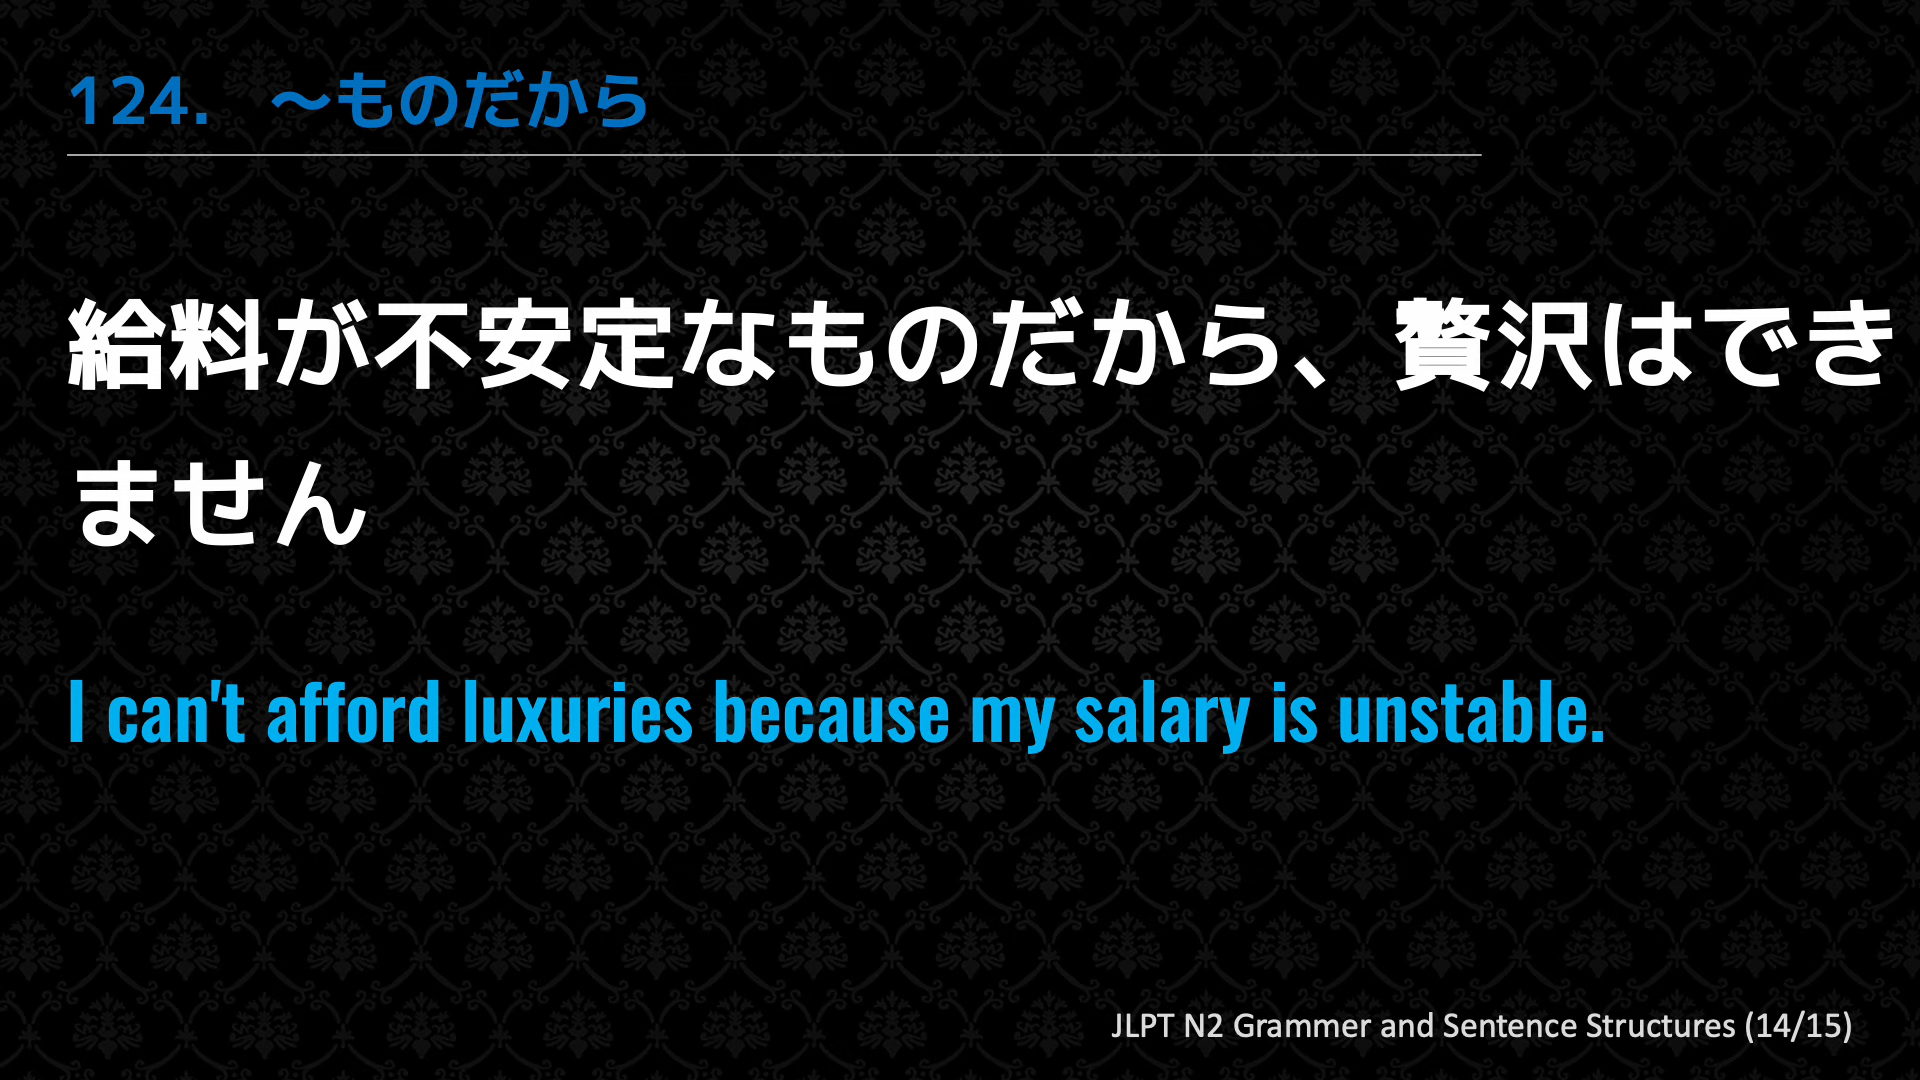 124.　～ものだから
給料が不安定なものだから、贅沢はでき
ません
I can't afford luxuries because my salary is unstable.
JLPT N2 Grammer and Sentence Structures (14/15)